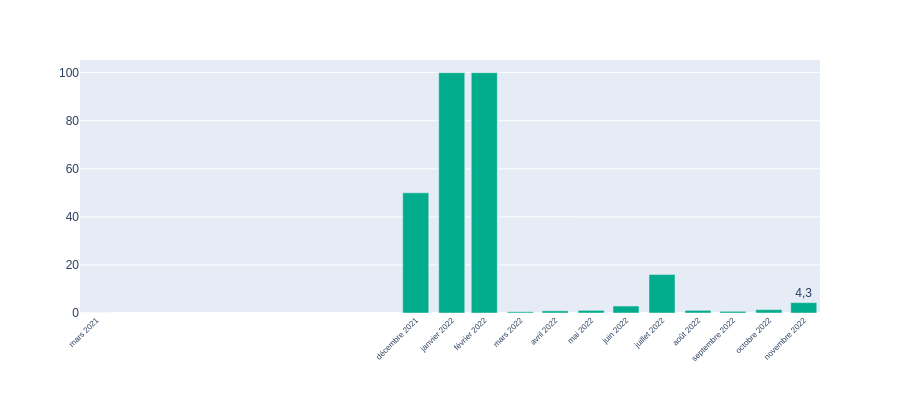 100
80
60
40
20
0
4,3
mars 2021
décembre 2021
janvier 2022
février 2022
mars 2022
avril 2022
mai 2022
juin 2022
juillet 2022
août 2022
septembre 2022
octobre 2022
novembre 2022